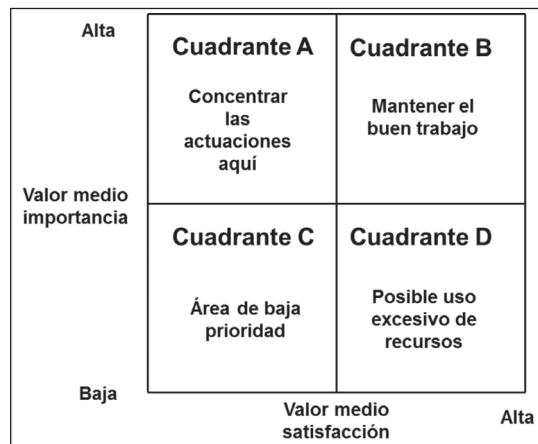 Alta
Cuadrante A
Concentrar
las
actuaciones
aquí
Cuadrante B
Mantener el
buen trabajo
Valor medio
importancia
Cuadrante C
Área de baja
prioridad
Cuadrante D
Posible uso
excesivo de
recursos
Baja
Valor medio
satisfacción
Alta